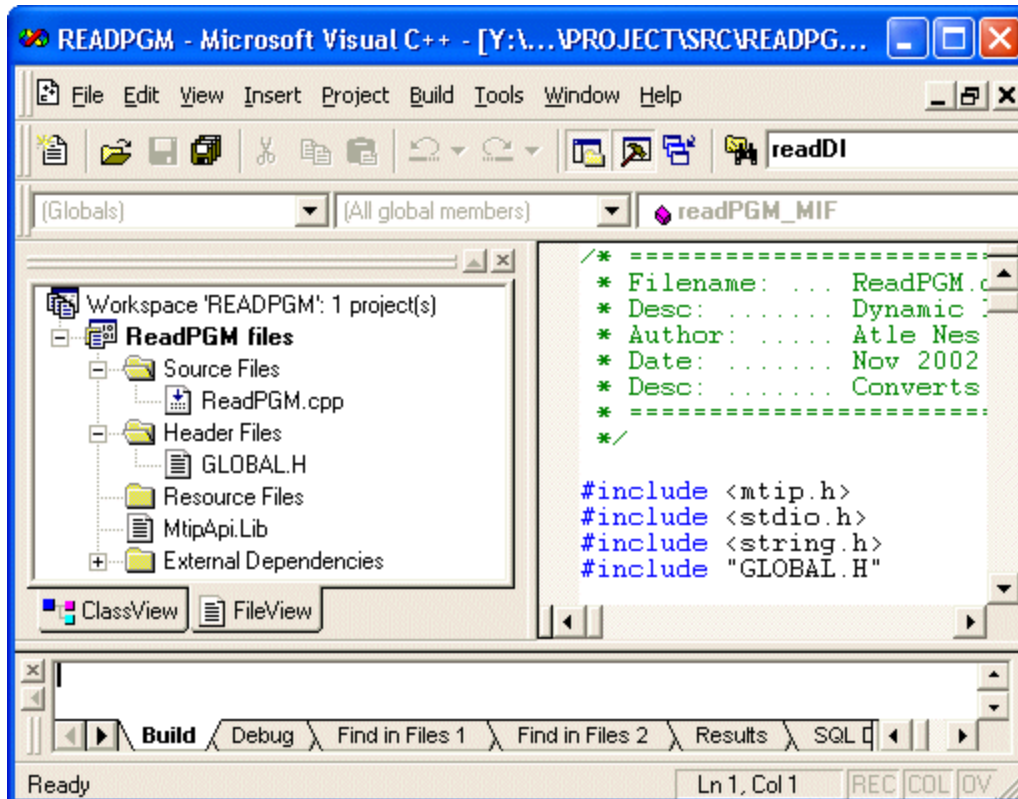 READPGM - Microsoft Visual C++ - [Y:\...\PROJECT\SRC\READPG...
File Edit View Insert Project Build Tools Window Help
readDI
(Globals) (All global members) readPGM_MIF
Workspace 'READPGM': 1 project(s)
ReadPGM files
Source Files
ReadPGM.cpp
Header Files
GLOBAL.H
Resource Files
MtipApi.Lib
External Dependencies
ClassView FileView
/* =========================
* Filename: ... ReadPGM.
* Desc: ....... Dynamic
* Author: ..... Atle Nes
* Date: ....... Nov 2002
* Desc: ....... Converts
* =========================
*/
#include <mtip.h>
#include <stdio.h>
#include <string.h>
#include "GLOBAL.H"
Build Debug Find in Files 1 Find in Files 2 Results SQL
Ready Ln 1, Col 1 REC COL OV